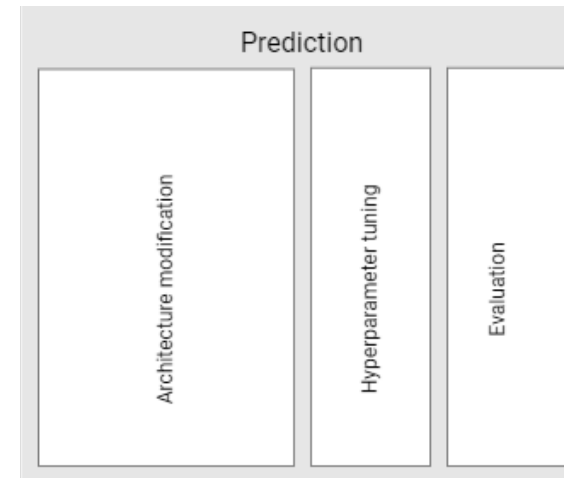 Prediction
Architecture modification
Hyperparameter tuning
Evaluation